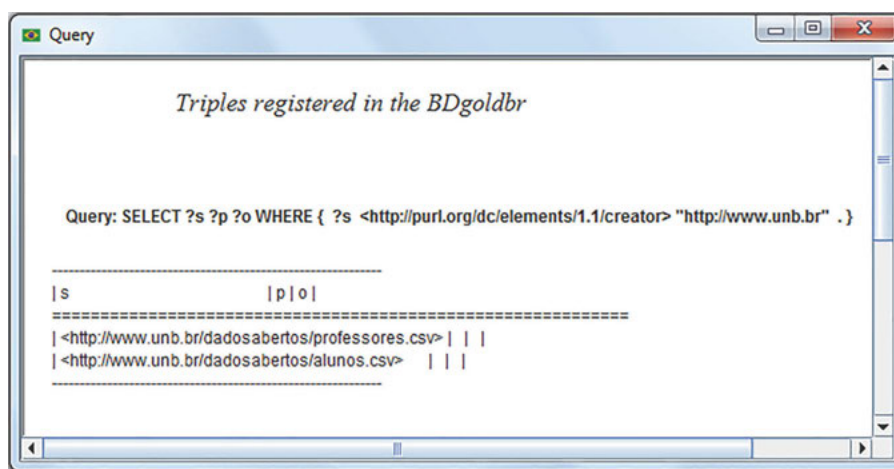 Query
Triples registered in the BDgoldbr
Query: SELECT ?s ?p ?o WHERE { ?s <http://purl.org/dc/elements/1.1/creator> "http://www.unb.br" . }
---------------------------------------------------------------
| s | p | o |
==============================================================
| <http://www.unb.br/dadosabertos/professores.csv> | | |
| <http://www.unb.br/dadosabertos/alunos.csv> | | |
---------------------------------------------------------------